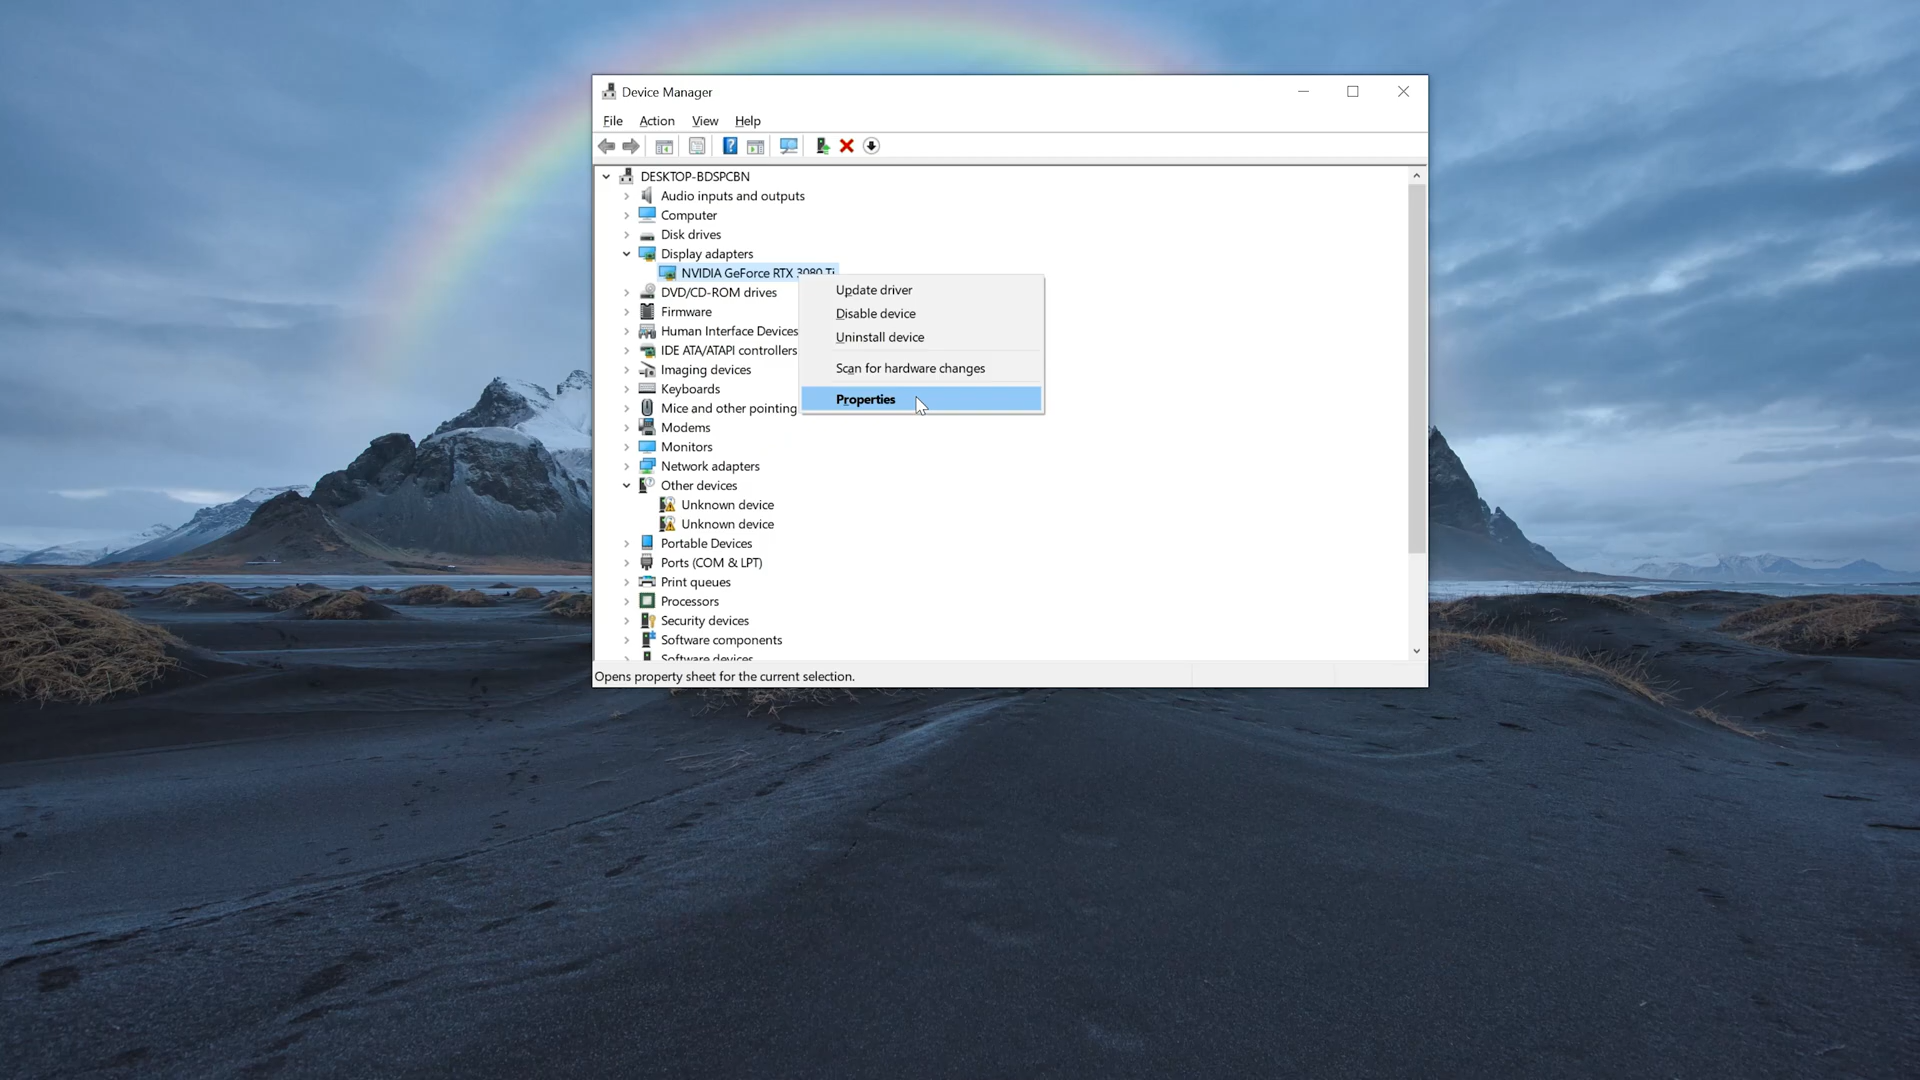 Device Manager
File Action View Help
DESKTOP-BDSPCBN
Audio inputs and outputs
Computer
Disk drives
Display adapters
NVIDIA GeForce RTX 3080 Ti
DVD/CD-ROM drives
Firmware
Human Interface Devices
IDE ATA/ATAPI controllers
Imaging devices
Keyboards
Mice and other pointing
Modems
Monitors
Network adapters
Other devices
Unknown device
Unknown device
Portable Devices
Ports (COM & LPT)
Print queues
Processors
Security devices
Software components
Software devices
Update driver
Disable device
Uninstall device
Scan for hardware changes
Properties
Opens property sheet for the current selection.